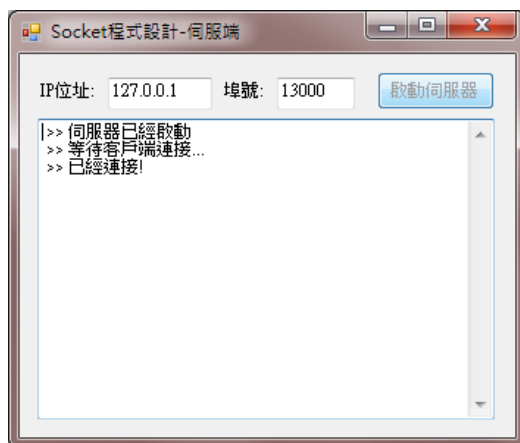 Socket程式設計-伺服端
IP位址: 127.0.0.1 埠號: 13000 啟動伺服器
>> 伺服器已經啟動
>> 等待客戶端連接...
>> 已經連接!